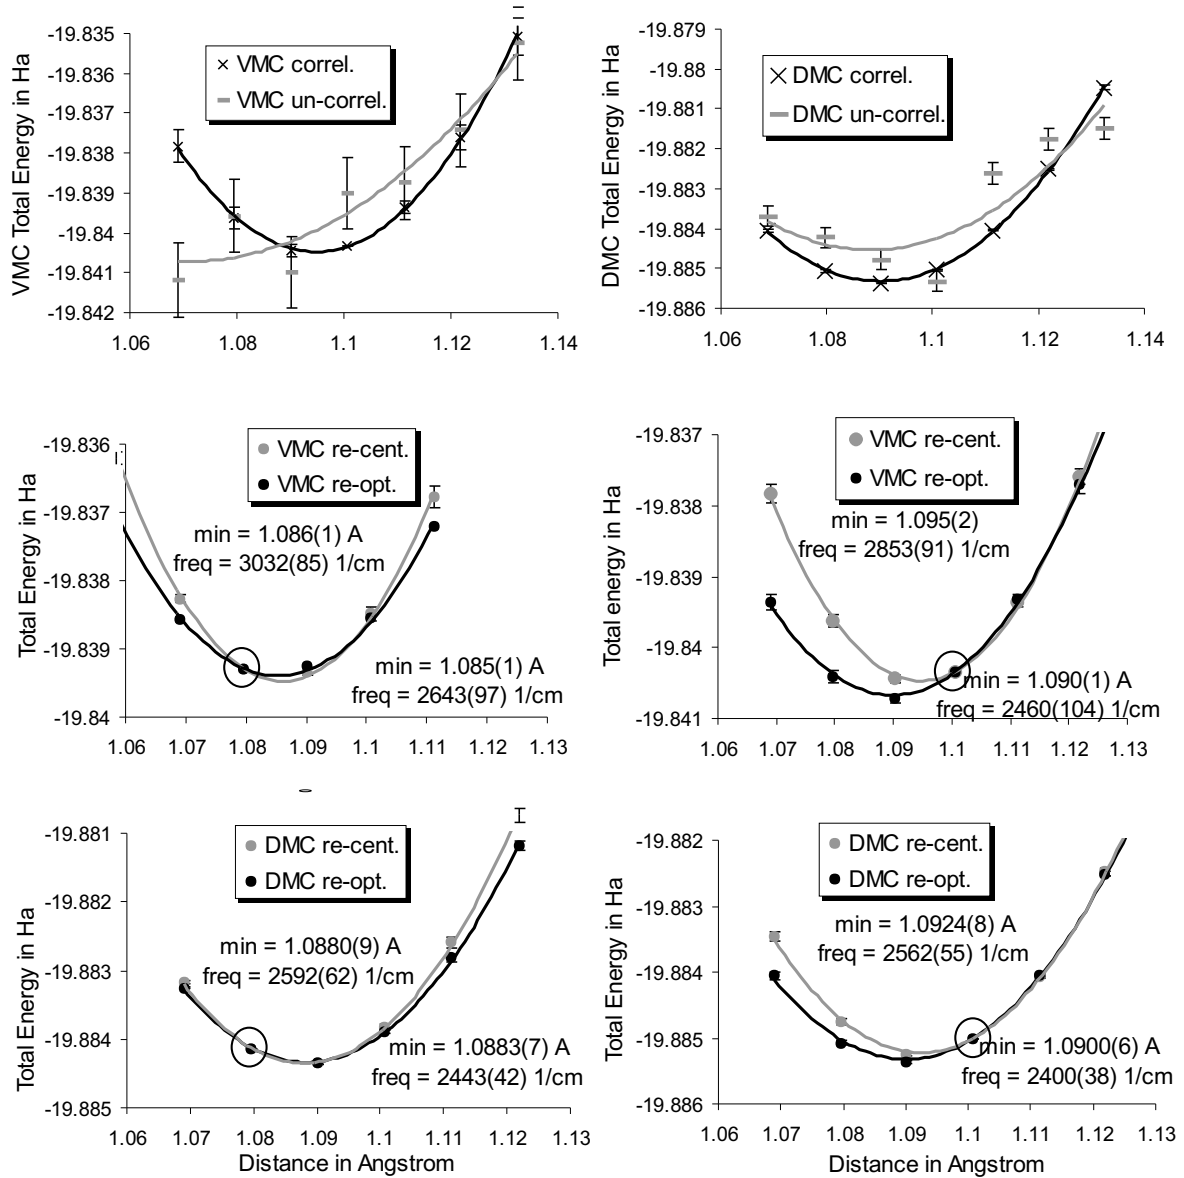 VMC Total Energy in Ha
-19.835
-19.836
-19.837
-19.838
-19.839
-19.84
-19.841
-19.842
VMC correl.
VMC un-correl.
1.06 1.08 1.1 1.12 1.14
DMC Total Energy in Ha
-19.879
-19.88
-19.881
-19.882
-19.883
-19.884
-19.885
-19.886
DMC correl.
DMC un-correl.
1.06 1.08 1.1 1.12 1.14
Total Energy in Ha
-19.836
-19.837
-19.838
-19.839
-19.84
VMC re-cent.
VMC re-opt.
min = 1.086(1) A
freq = 3032(85) 1/cm
min = 1.085(1) A
freq = 2643(97) 1/cm
1.06 1.07 1.08 1.09 1.1 1.11 1.12 1.13
Total energy in Ha
-19.837
-19.838
-19.839
-19.84
-19.841
VMC re-cent.
VMC re-opt.
min = 1.095(2)
freq = 2853(91) 1/cm
min = 1.090(1) A
freq = 2460(104) 1/cm
1.06 1.07 1.08 1.09 1.1 1.11 1.12 1.13
Total Energy in Ha
-19.881
-19.882
-19.883
-19.884
-19.885
DMC re-cent.
DMC re-opt.
min = 1.0880(9) A
freq = 2592(62) 1/cm
min = 1.0883(7) A
freq = 2443(42) 1/cm
1.06 1.07 1.08 1.09 1.1 1.11 1.12 1.13
Distance in Angstrom
Total Energy in Ha
-19.882
-19.883
-19.884
-19.885
-19.886
DMC re-cent.
DMC re-opt.
min = 1.0924(8) A
freq = 2562(55) 1/cm
min = 1.0900(6) A
freq = 2400(38) 1/cm
1.06 1.07 1.08 1.09 1.1 1.11 1.12 1.13
Distance in Angstrom